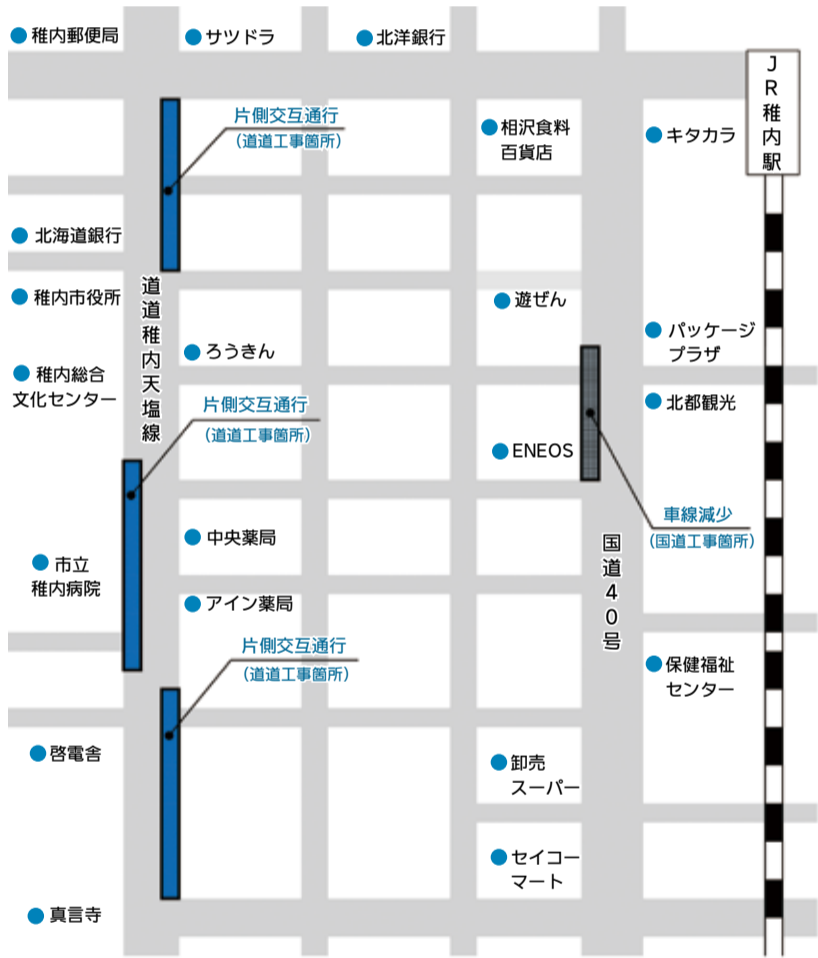 稚内郵便局
サツドラ
北洋銀行
JR稚内駅
片側交互通行
(道道工事箇所)
相沢食料
百貨店
キタカラ
北海道銀行
稚内市役所
道道稚内天塩線
遊ぜん
パッケージ
プラザ
ろうきん
稚内総合
文化センター
片側交互通行
(道道工事箇所)
北都観光
ENEOS
車線減少
(国道工事箇所)
国道40号
中央薬局
市立
稚内病院
アイン薬局
片側交互通行
(道道工事箇所)
保健福祉
センター
啓電舎
卸売
スーパー
セイコー
マート
真言寺